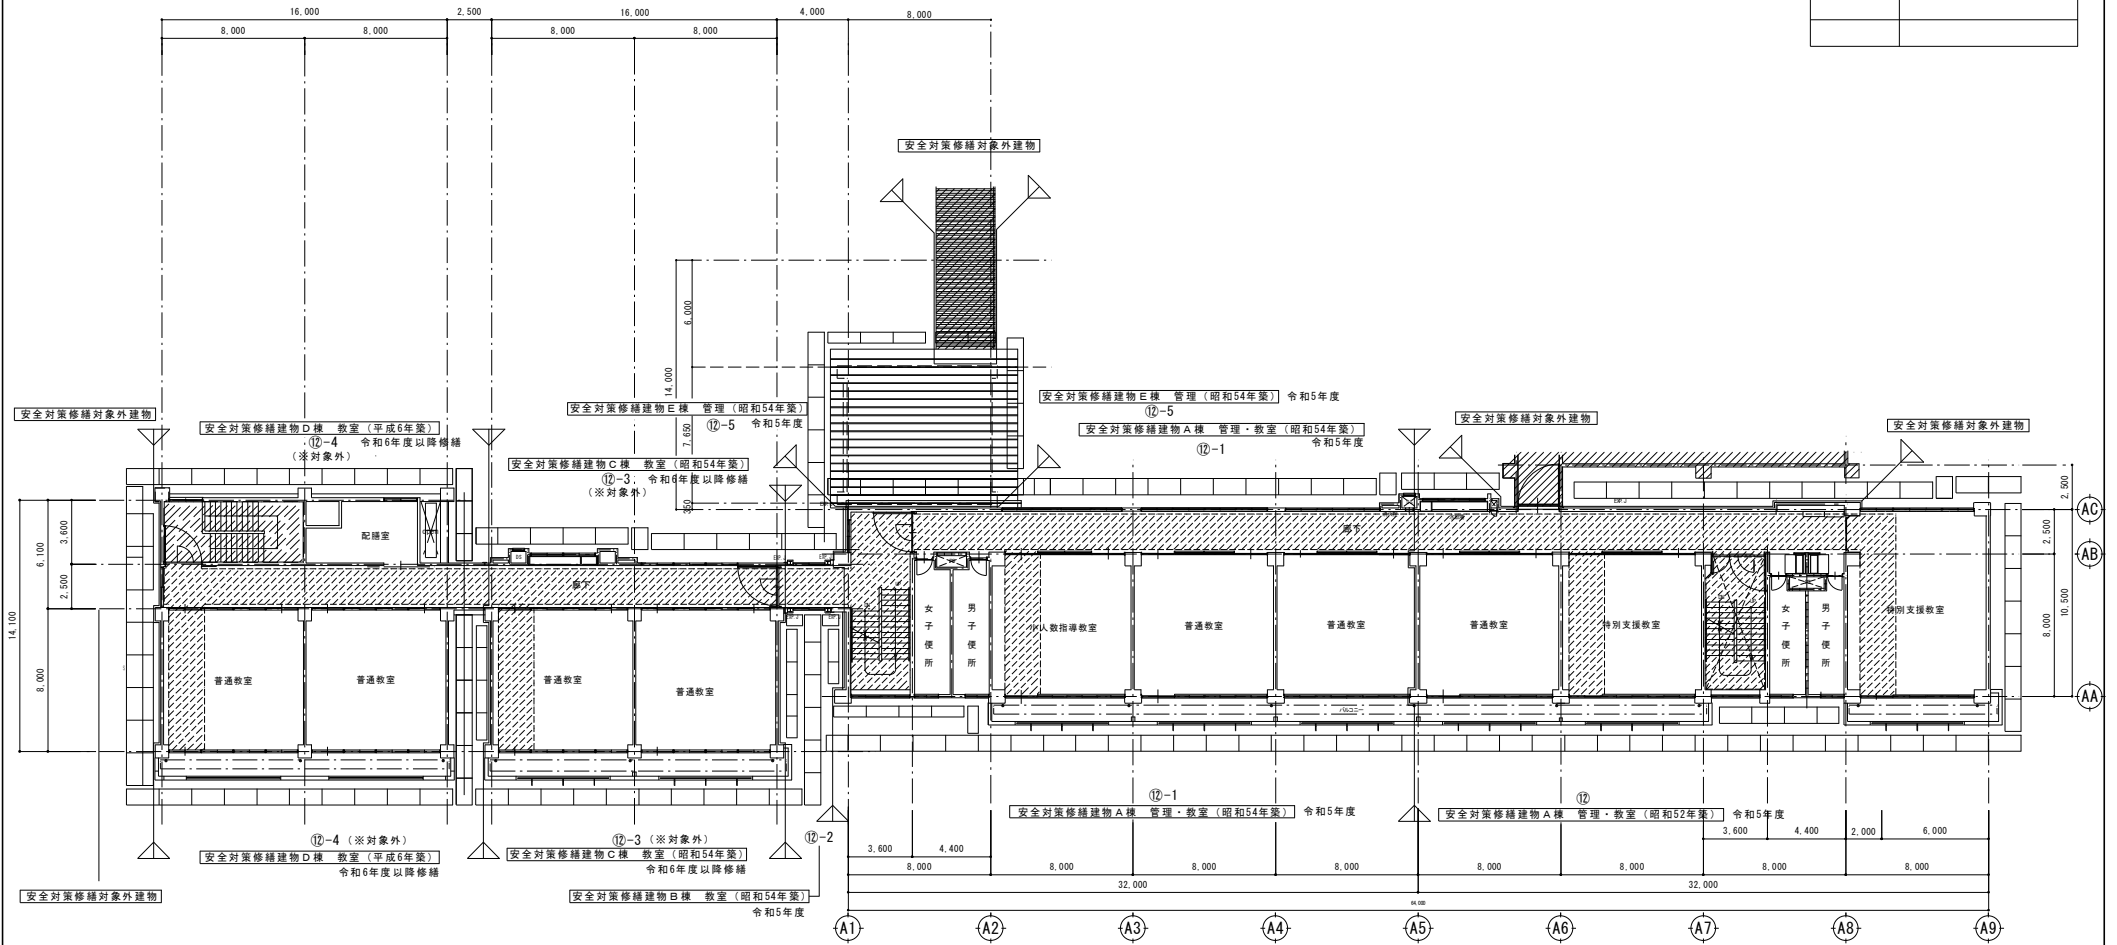 16,000
2,500
16,000
4,000
8,000
8,000
8,000
8,000
8,000
安全対策修繕対象外建物
6,000
14,000
7,650
350
安全対策修繕対象外建物
安全対策修繕建物D棟 教室（平成6年築）
⑫-4 令和6年度以降修繕
（※対象外）
安全対策修繕建物E棟 管理（昭和54年築）
⑫-5 令和5年度
安全対策修繕建物C棟 教室（昭和54年築）
⑫-3 令和6年度以降修繕
（※対象外）
安全対策修繕建物E棟 管理（昭和54年築） 令和5年度
⑫-5
安全対策修繕建物A棟 管理・教室（昭和54年築）
令和5年度
⑫-1
安全対策修繕対象外建物
安全対策修繕対象外建物
14,100
6,100
3,600
2,500
8,000
配膳室
廊下
DS
EXP.J
普通教室
普通教室
普通教室
普通教室
廊下
女子便所
男子便所
人数指導教室
普通教室
普通教室
普通教室
特別支援教室
女子便所
男子便所
特別支援教室
バルコニー
EXP.J
2,500
2,500
8,000
10,500
AC
AB
AA
⑫-4（※対象外）
安全対策修繕建物D棟 教室（平成6年築）
令和6年度以降修繕
安全対策修繕対象外建物
⑫-3（※対象外）
安全対策修繕建物C棟 教室（昭和54年築）
令和6年度以降修繕
⑫-2
安全対策修繕建物B棟 教室（昭和54年築）
令和5年度
⑫-1
安全対策修繕建物A棟 管理・教室（昭和54年築） 令和5年度
⑫
安全対策修繕建物A棟 管理・教室（昭和52年築） 令和5年度
3,600
4,400
3,600
4,400
2,000
6,000
8,000
8,000
8,000
8,000
8,000
8,000
8,000
8,000
32,000
32,000
64,000
A1
A2
A3
A4
A5
A6
A7
A8
A9